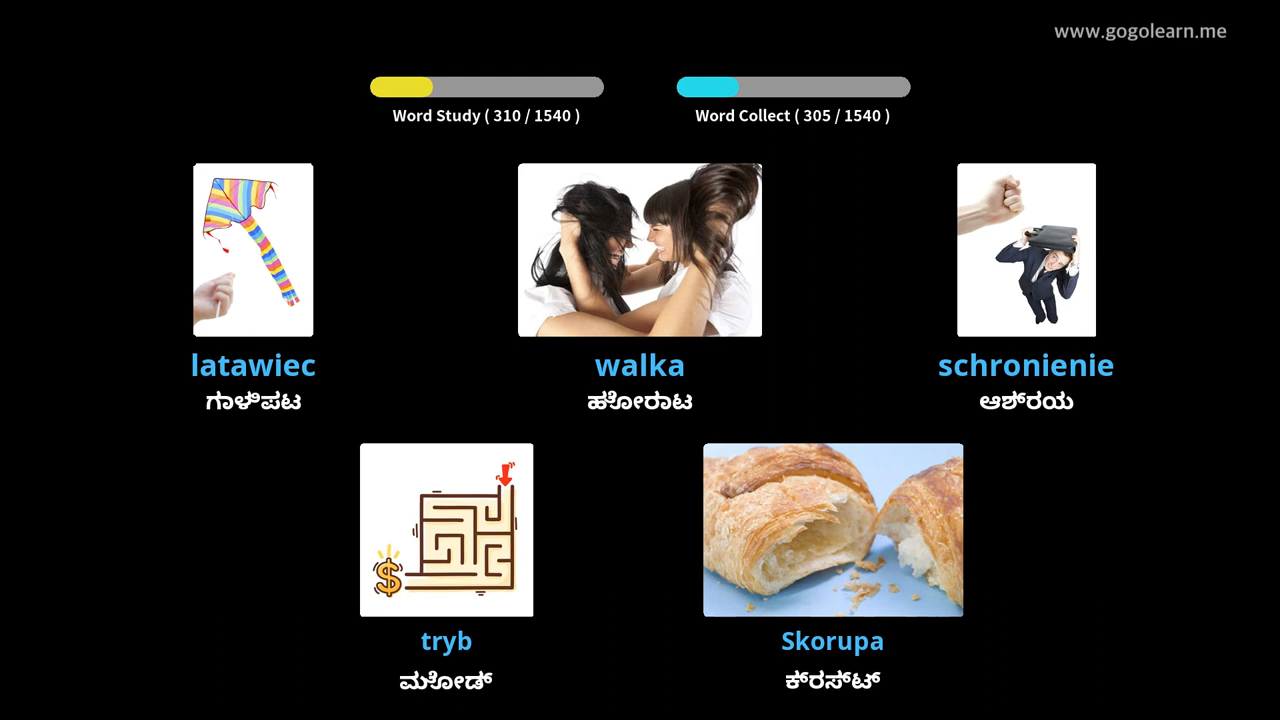 www.gogolearn.me
Word Study ( 310 / 1540 )
Word Collect ( 305 / 1540 )
latawiec
walka
schronienie
ಗಾಳಿಪಟ
ಹೋರಾಟ
ಆಶ್ರಯ
tryb
Skorupa
ಮೋಡ್
ಕ್ರಸ್ಟ್